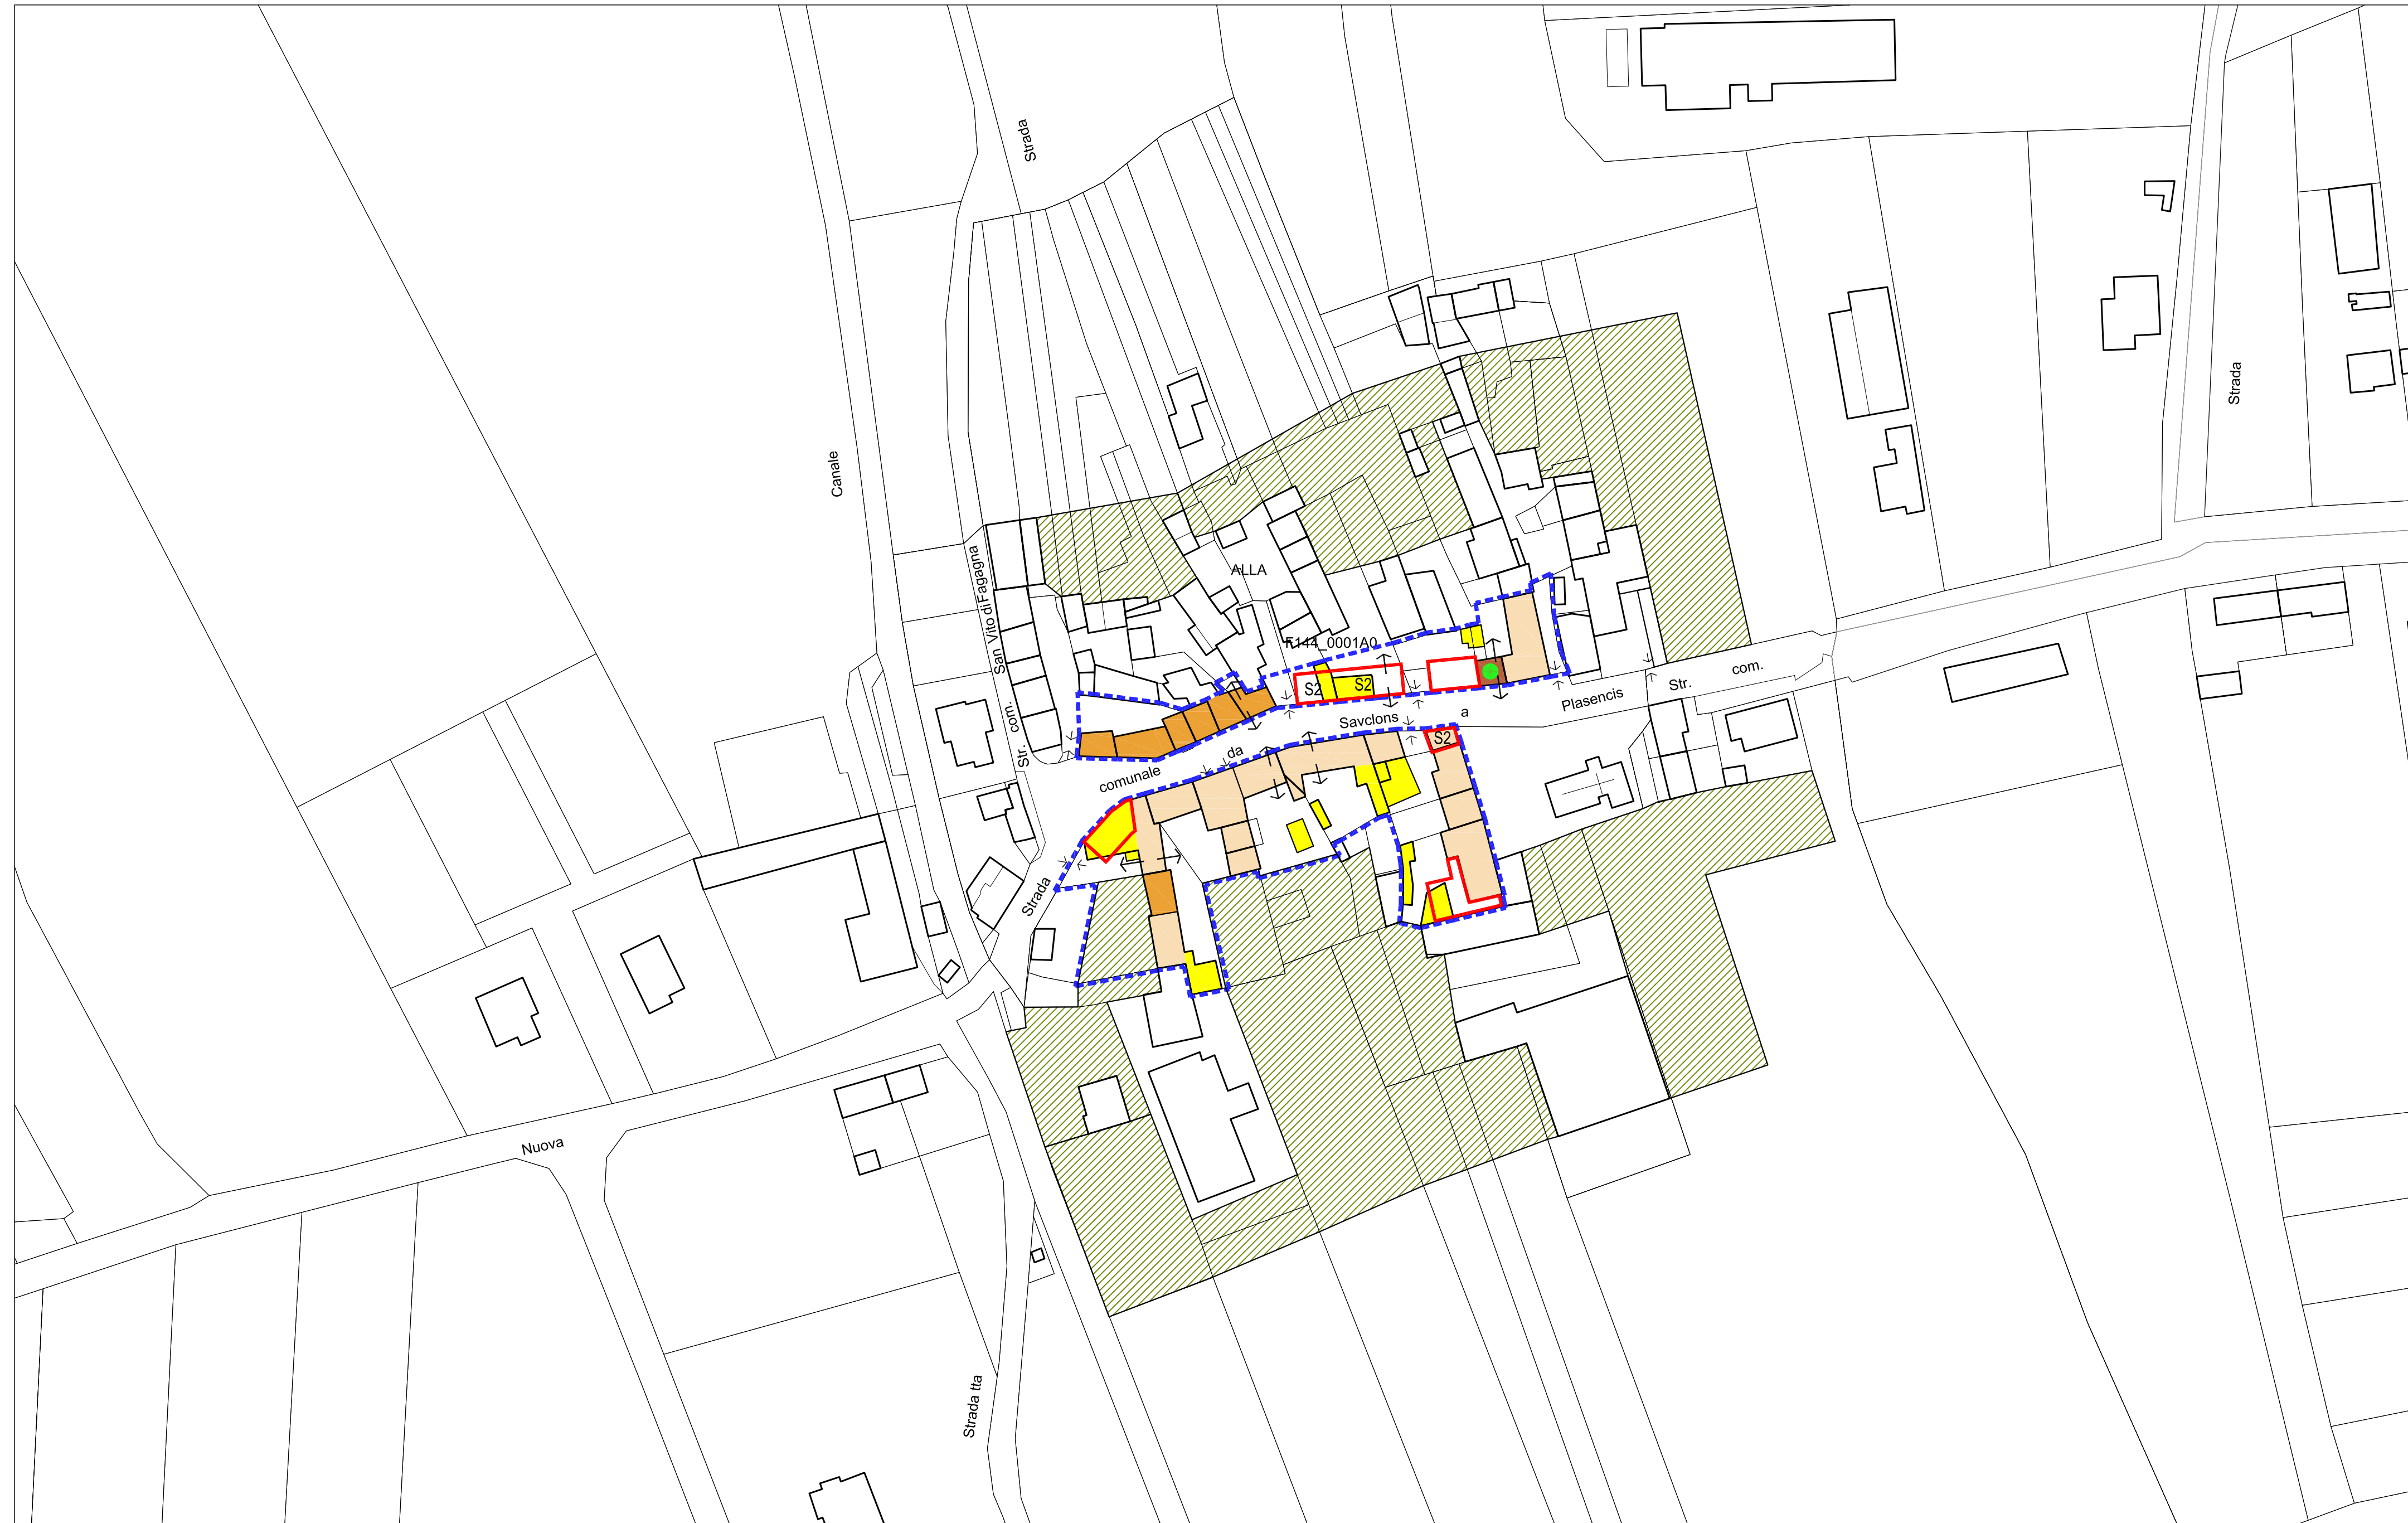 Strada
Strada
Canale
San Vito di Fagagna
Str. com.
ALLA
F144_0001A0
S2
S2
Savclons
a
Plasencis
Str.
com.
S2
comunale
da
Strada
Nuova
Strada tta